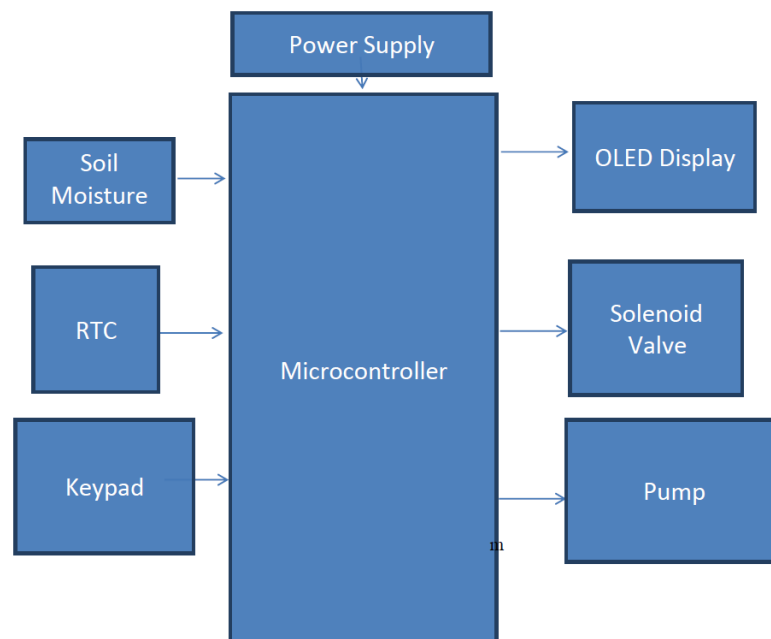 Power Supply
Soil
Moisture
OLED Display
RTC
Microcontroller
Solenoid
Valve
Keypad
Pump
m